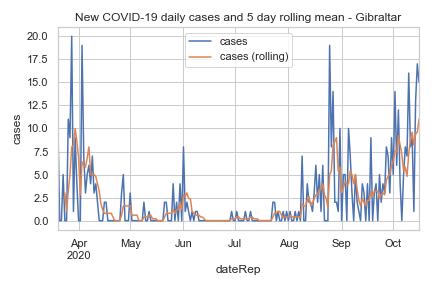 New COVID-19 daily cases and 5 day rolling mean - Gibraltar
cases
cases (rolling)
20.0
17.5
15.0
12.5
10.0
7.5
5.0
2.5
0.0
cases
Apr May Jun Jul Aug Sep Oct
2020
dateRep